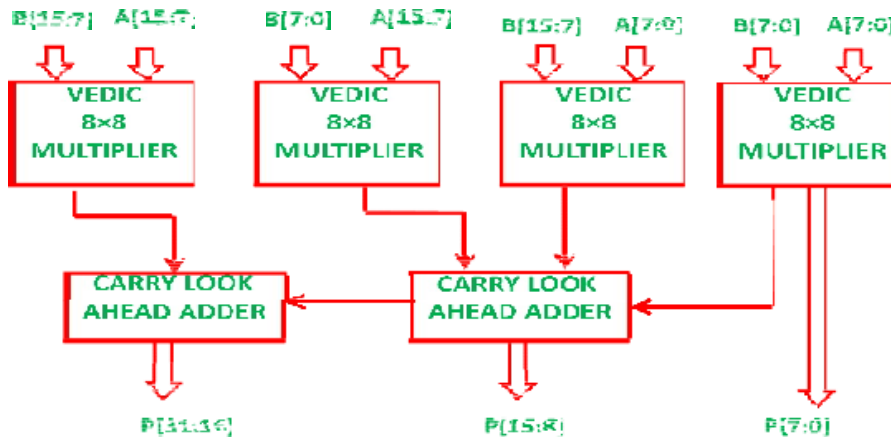 B[15:7] A[15:7] B[7:0] A[15:7] B[15:7] A[7:0] B[7:0] A[7:0]
VEDIC
8×8
MULTIPLIER
VEDIC
8×8
MULTIPLIER
VEDIC
8×8
MULTIPLIER
VEDIC
8×8
MULTIPLIER
CARRY LOOK
AHEAD ADDER
CARRY LOOK
AHEAD ADDER
P[31:16] P[15:8] P[7:0]